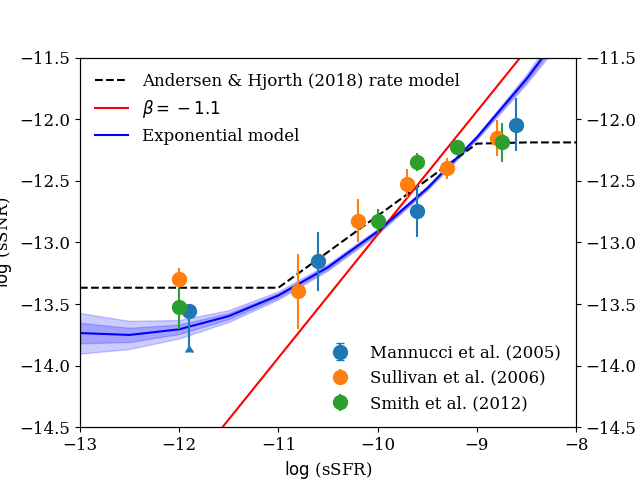 −11.5
−12.0
−12.5
−13.0
−13.5
−14.0
−14.5
log (sSNR)
Andersen & Hjorth (2018) rate model
β = −1.1
Exponential model
Mannucci et al. (2005)
Sullivan et al. (2006)
Smith et al. (2012)
−11.5
−12.0
−12.5
−13.0
−13.5
−14.0
−14.5
−13 −12 −11 −10 −9 −8
log (sSFR)